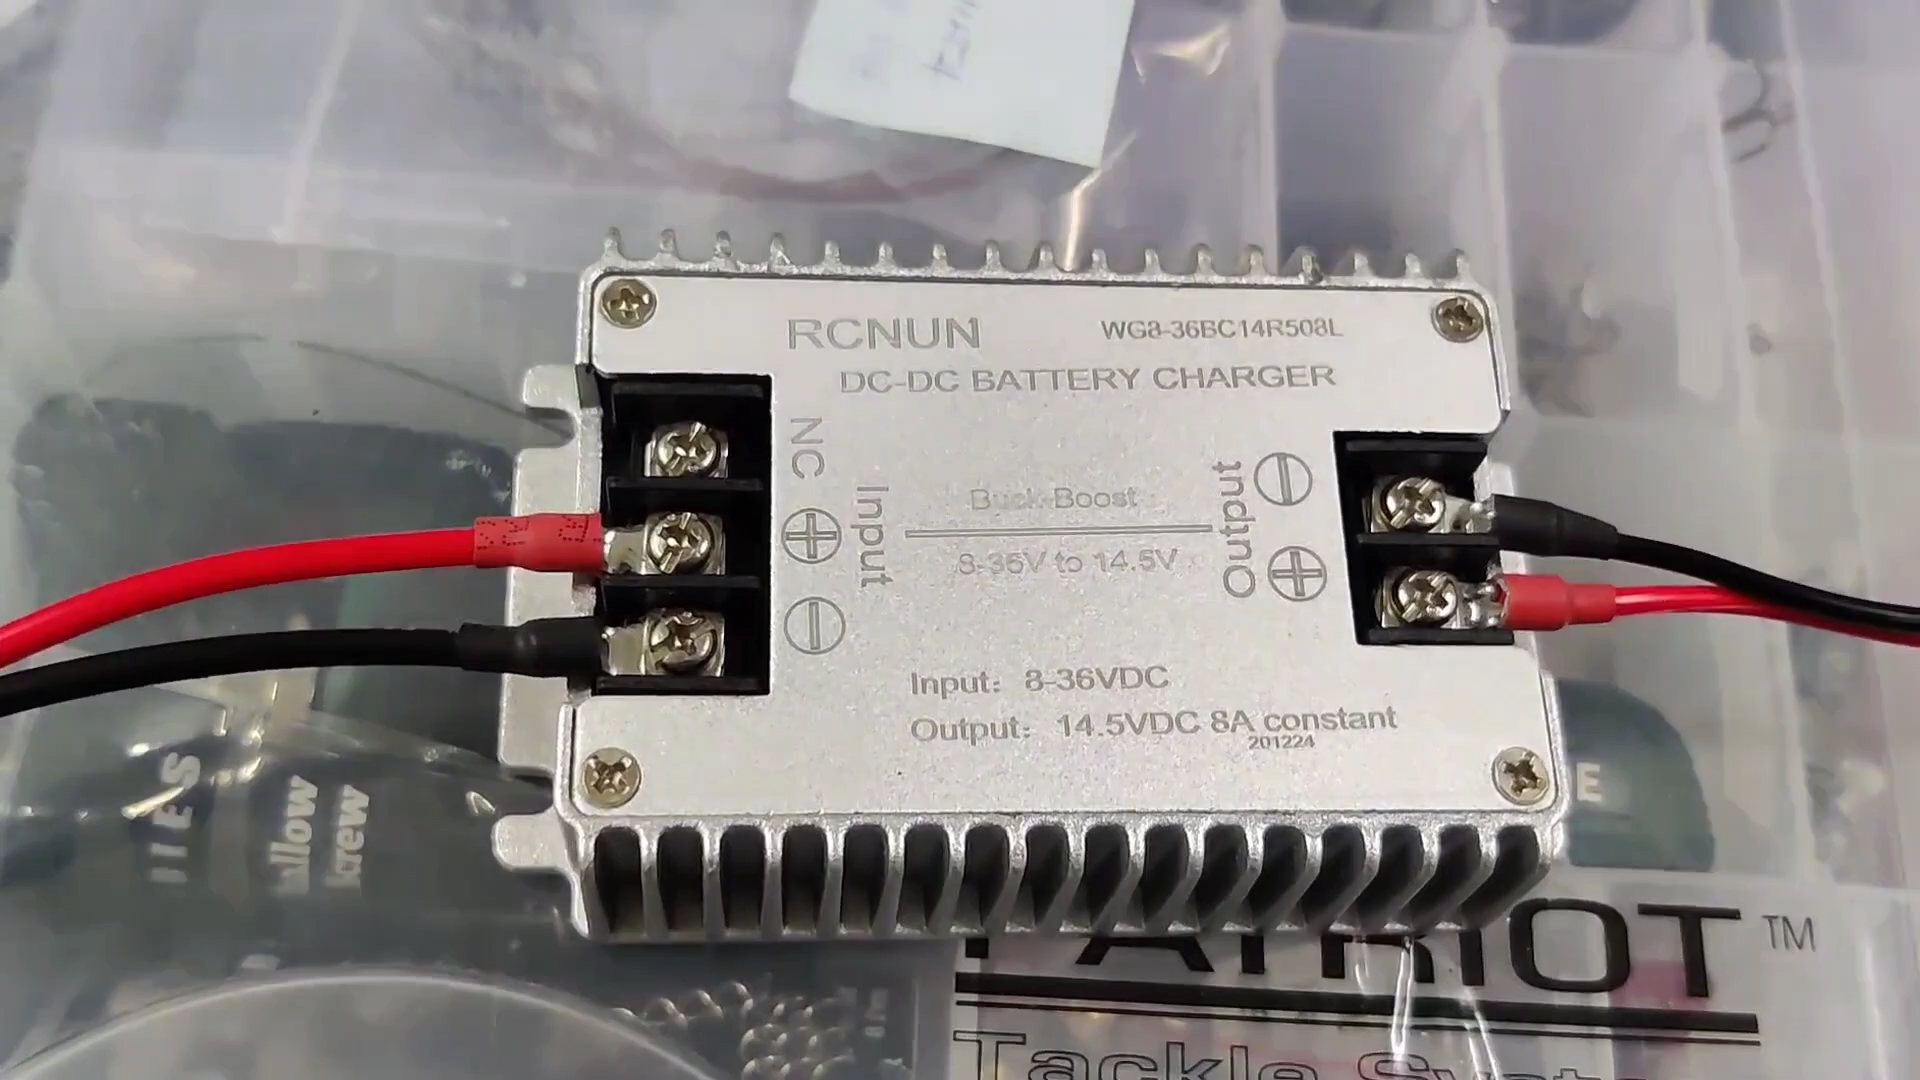 RCNUN
WG8-36BC14R508L
DC-DC BATTERY CHARGER
NC
Input
Buck-Boost
8-36V to 14.5V
Output
Input: 8-36VDC
Output: 14.5VDC 8A constant
201224
E
PATRIOT™
Tackle